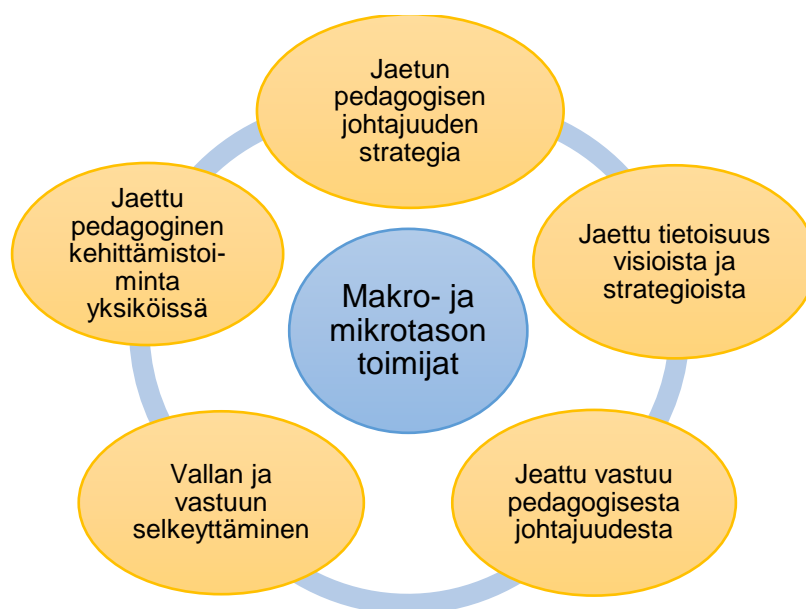 Jaetun
pedagogisen
johtajuuden
strategia
Jaettu tietoisuus
visioista ja
strategioista
Jeattu vastuu
pedagogisesta
johtajuudesta
Vallan ja
vastuun
selkeyttäminen
Jaettu
pedagoginen
kehittämistoi-
minta
yksiköissä
Makro- ja
mikrotason
toimijat